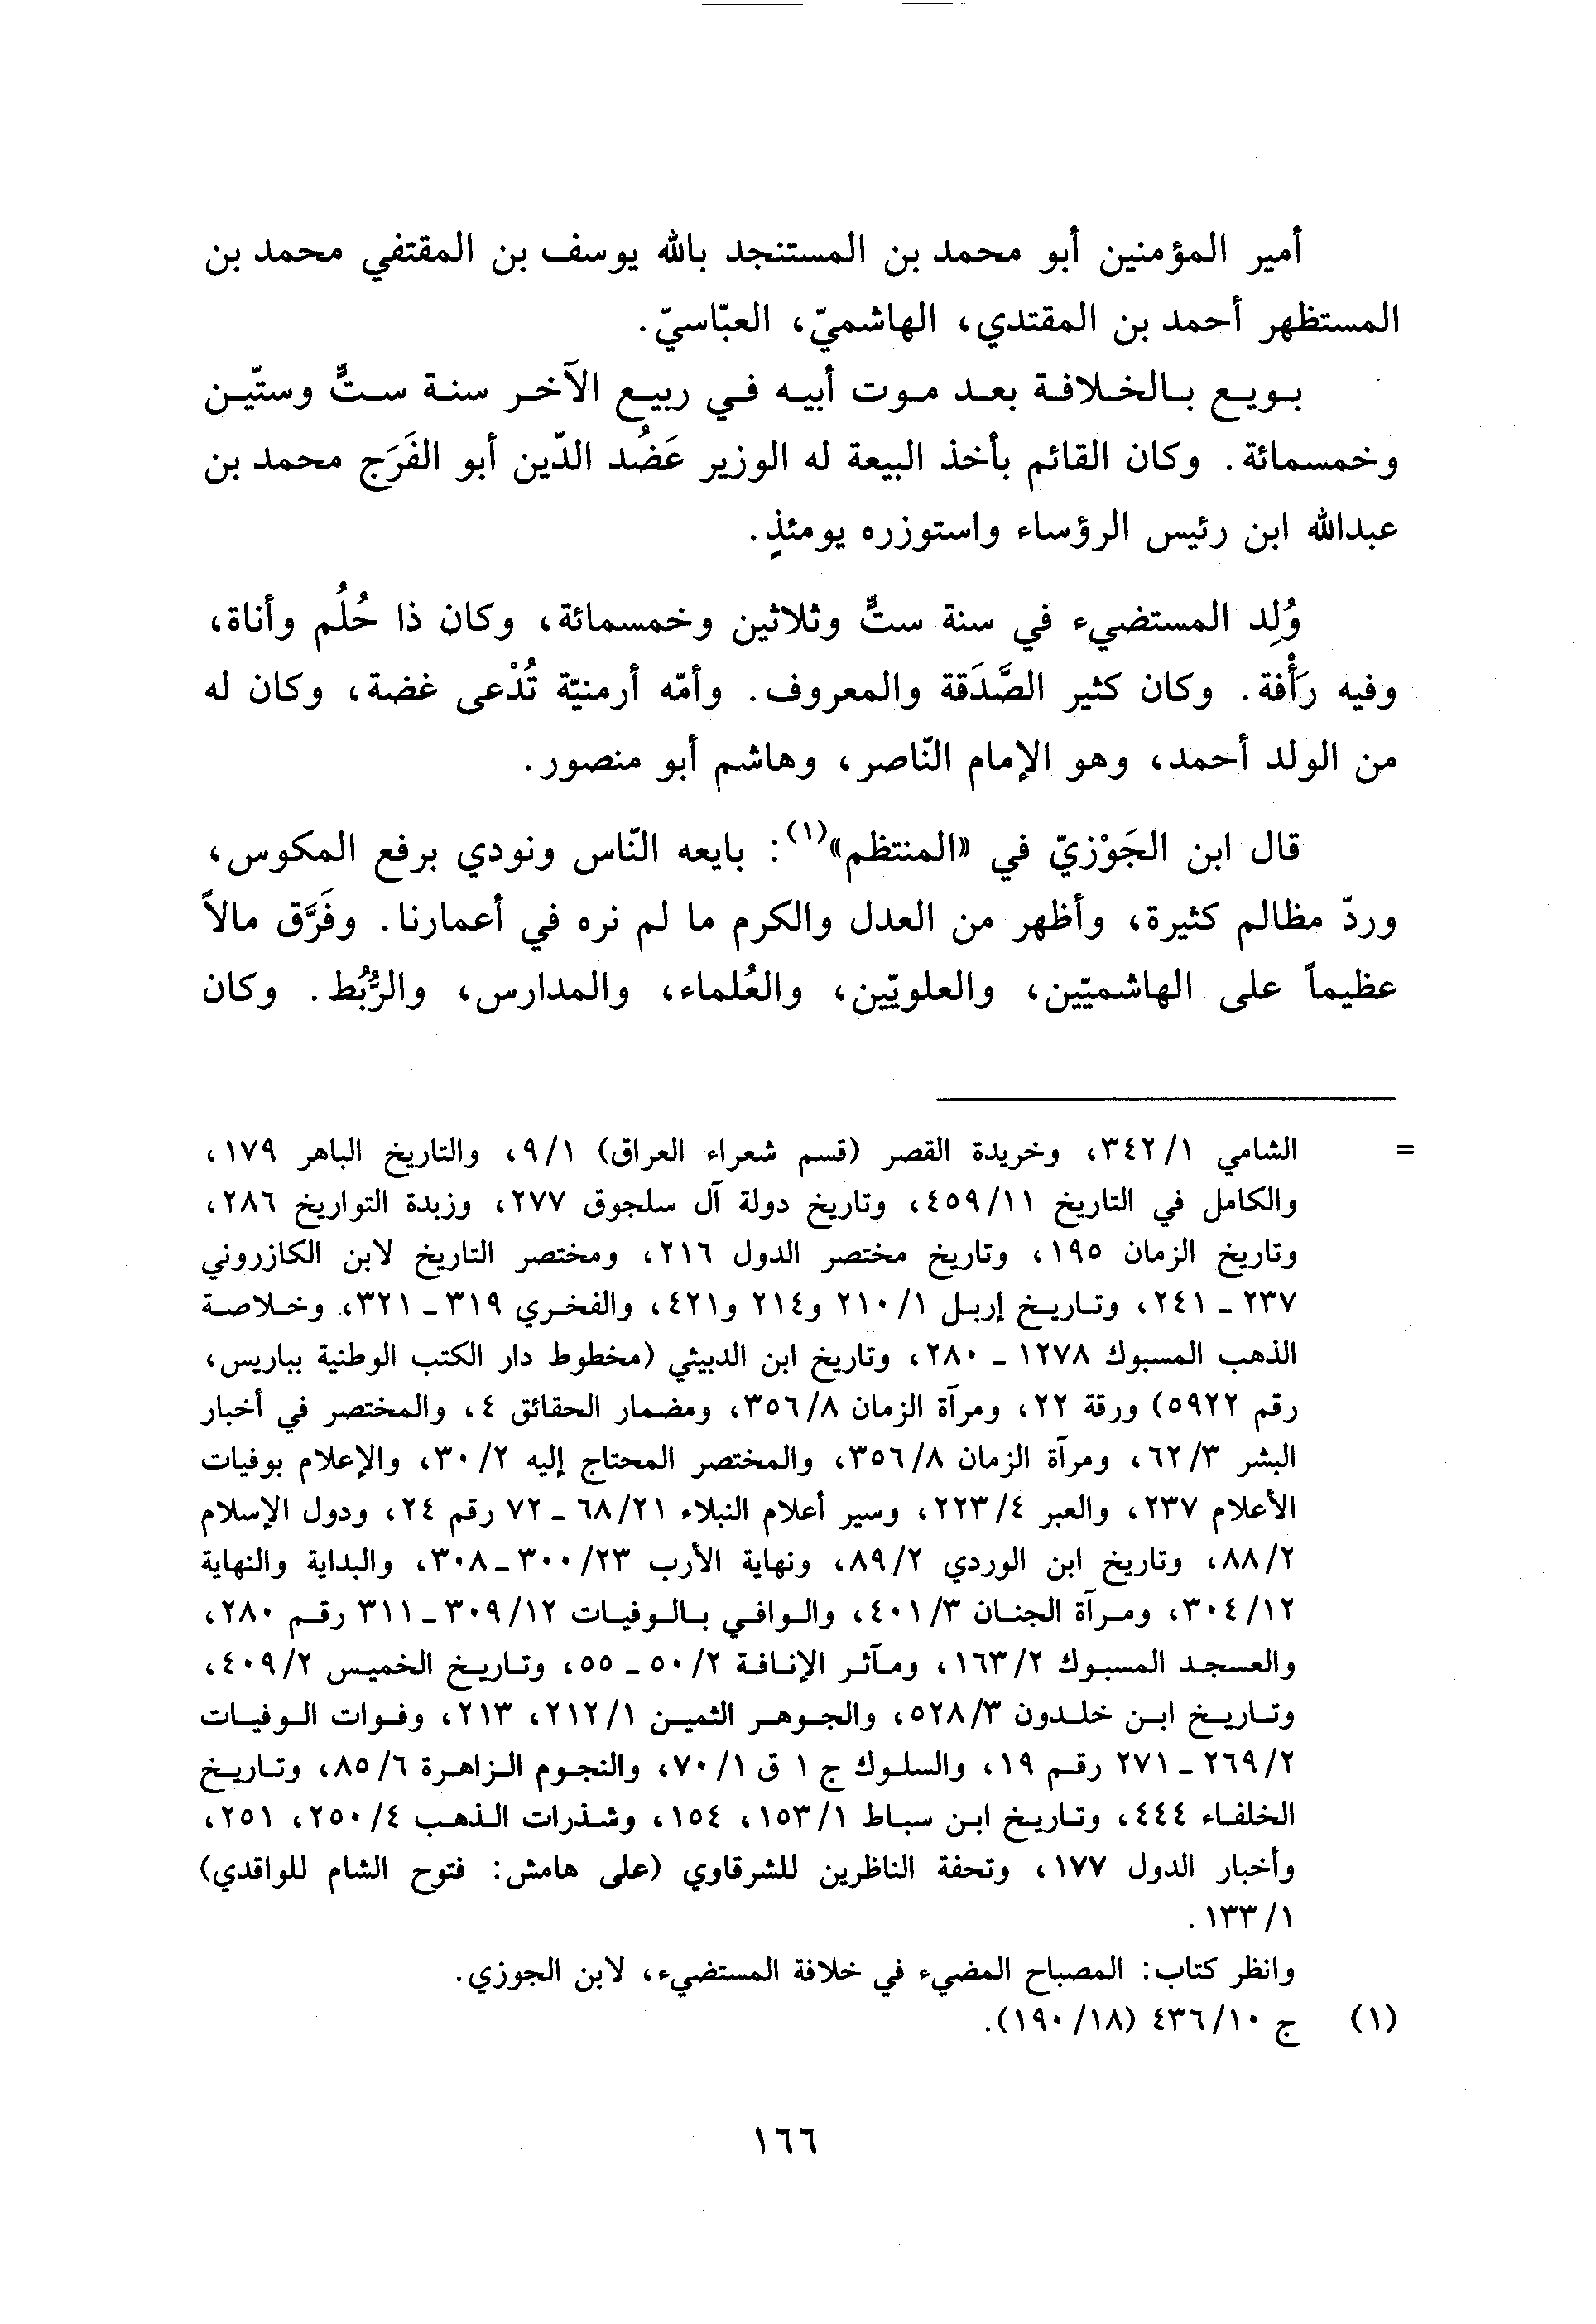 أمير المؤمنين أبو محمد بن المستنجد بالله يوسف بن المقتفي محمد بن
المستظهر أحمد بن المقتدي، الهاشميّ، العبّاسيّ.
بويع بالخلافة بعد موت أبيه في ربيع الآخر سنة ستٍّ وستّين
وخمسمائة. وكان القائم بأخذ البيعة له الوزير عَضُد الدّين أبو الفَرَج محمد بن
عبدالله ابن رئيس الرؤساء واستوزره يومئذٍ.
وُلِد المستضيء في سنة ستٍّ وثلاثين وخمسمائة، وكان ذا حُلُم وأناة،
وفيه رَأْفة. وكان كثير الصَّدَقة والمعروف. وأمّه أرمنيّة تُدْعى غضة، وكان له
من الولد أحمد، وهو الإمام النّاصر، وهاشم أبو منصور.
قال ابن الجَوْزيّ في «المنتظم»(١): بايعه النّاس ونودي برفع المكوس،
وردّ مظالم كثيرة، وأظهر من العدل والكرم ما لم نره في أعمارنا. وفَرَّق مالاً
عظيماً على الهاشميّين، والعلويّين، والعُلماء، والمدارس، والرُّبُط. وكان
= الشامي ١/ ٣٤٢، وخريدة القصر (قسم شعراء العراق) ٩/١، والتاريخ الباهر ١٧٩،
والكامل في التاريخ ٤٥٩/١١، وتاريخ دولة آل سلجوق ٢٧٧، وزبدة التواريخ ٢٨٦،
وتاريخ الزمان ١٩٥، وتاريخ مختصر الدول ٢١٦، ومختصر التاريخ لابن الكازروني
٢٣٧ ـ ٢٤١، وتاريخ إربل ٢١٠/١ و٢١٤ و٤٢١، والفخري ٣١٩ ـ ٣٢١، وخلاصة
الذهب المسبوك ١٢٧٨ ـ ٢٨٠، وتاريخ ابن الدبيثي (مخطوط دار الكتب الوطنية بباريس،
رقم ٥٩٢٢) ورقة ٢٢، ومرآة الزمان ٣٥٦/٨، ومضمار الحقائق ٤، والمختصر في أخبار
البشر ٦٢/٣، ومرآة الزمان ٣٥٦/٨، والمختصر المحتاج إليه ٣٠/٢، والإعلام بوفيات
الأعلام ٢٣٧، والعبر ٢٢٣/٤، وسير أعلام النبلاء ٦٨/٢١ ـ ٧٢ رقم ٢٤، ودول الإسلام
٨٨/٢، وتاريخ ابن الوردي ٨٩/٢، ونهاية الأرب ٣٠٠/٢٣ ـ ٣٠٨، والبداية والنهاية
٣٠٤/١٢، ومرآة الجنان ٤٠١/٣، والوافي بالوفيات ٣٠٩/١٢ ـ ٣١١ رقم ٢٨٠،
والعسجد المسبوك ١٦٣/٢، ومآثر الإنافة ٥٠/٢ ـ ٥٥، وتاريخ الخميس ٤٠٩/٢،
وتاريخ ابن خلدون ٥٢٨/٣، والجوهر الثمين ٢١٢/١، ٢١٣، وفوات الوفيات
٢٦٩/٢ ـ ٢٧١ رقم ١٩، والسلوك ج ١ ق ٧٠/١، والنجوم الزاهرة ٨٥/٦، وتاريخ
الخلفاء ٤٤٤، وتاريخ ابن سباط ١٥٣/١، ١٥٤، وشذرات الذهب ٢٥٠/٤، ٢٥١،
وأخبار الدول ١٧٧، وتحفة الناظرين للشرقاوي (على هامش: فتوح الشام للواقدي)
١٣٣/١.
وانظر كتاب: المصباح المضيء في خلافة المستضيء، لابن الجوزي.
(١) ج ٤٣٦/١٠ (١٩٠/١٨).
١٦٦